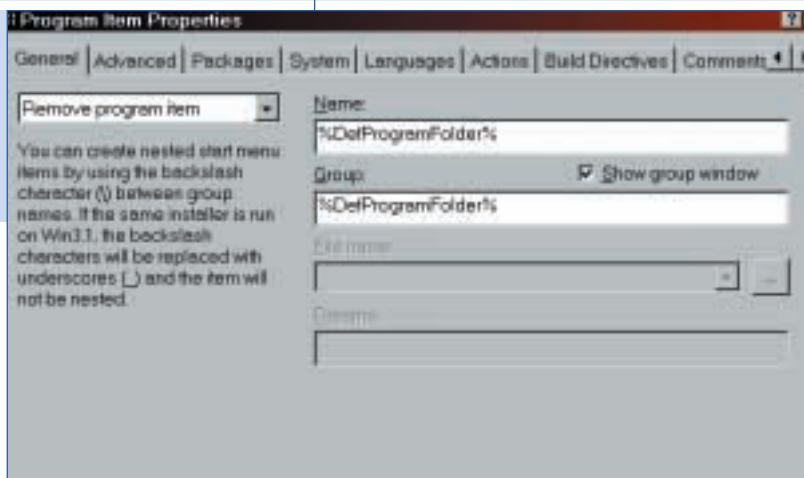 Program Item Properties
General Advanced Packages System Languages Actions Build Directives Comments
Remove program item
You can create nested start menu
items by using the backslash
character (\) between group
names. If the same installer is run
on Win3.1, the backslash
characters will be replaced with
underscores (_) and the item will
not be nested.
Name:
%DefProgramFolder%
Group:
Show group window
%DefProgramFolder%
...